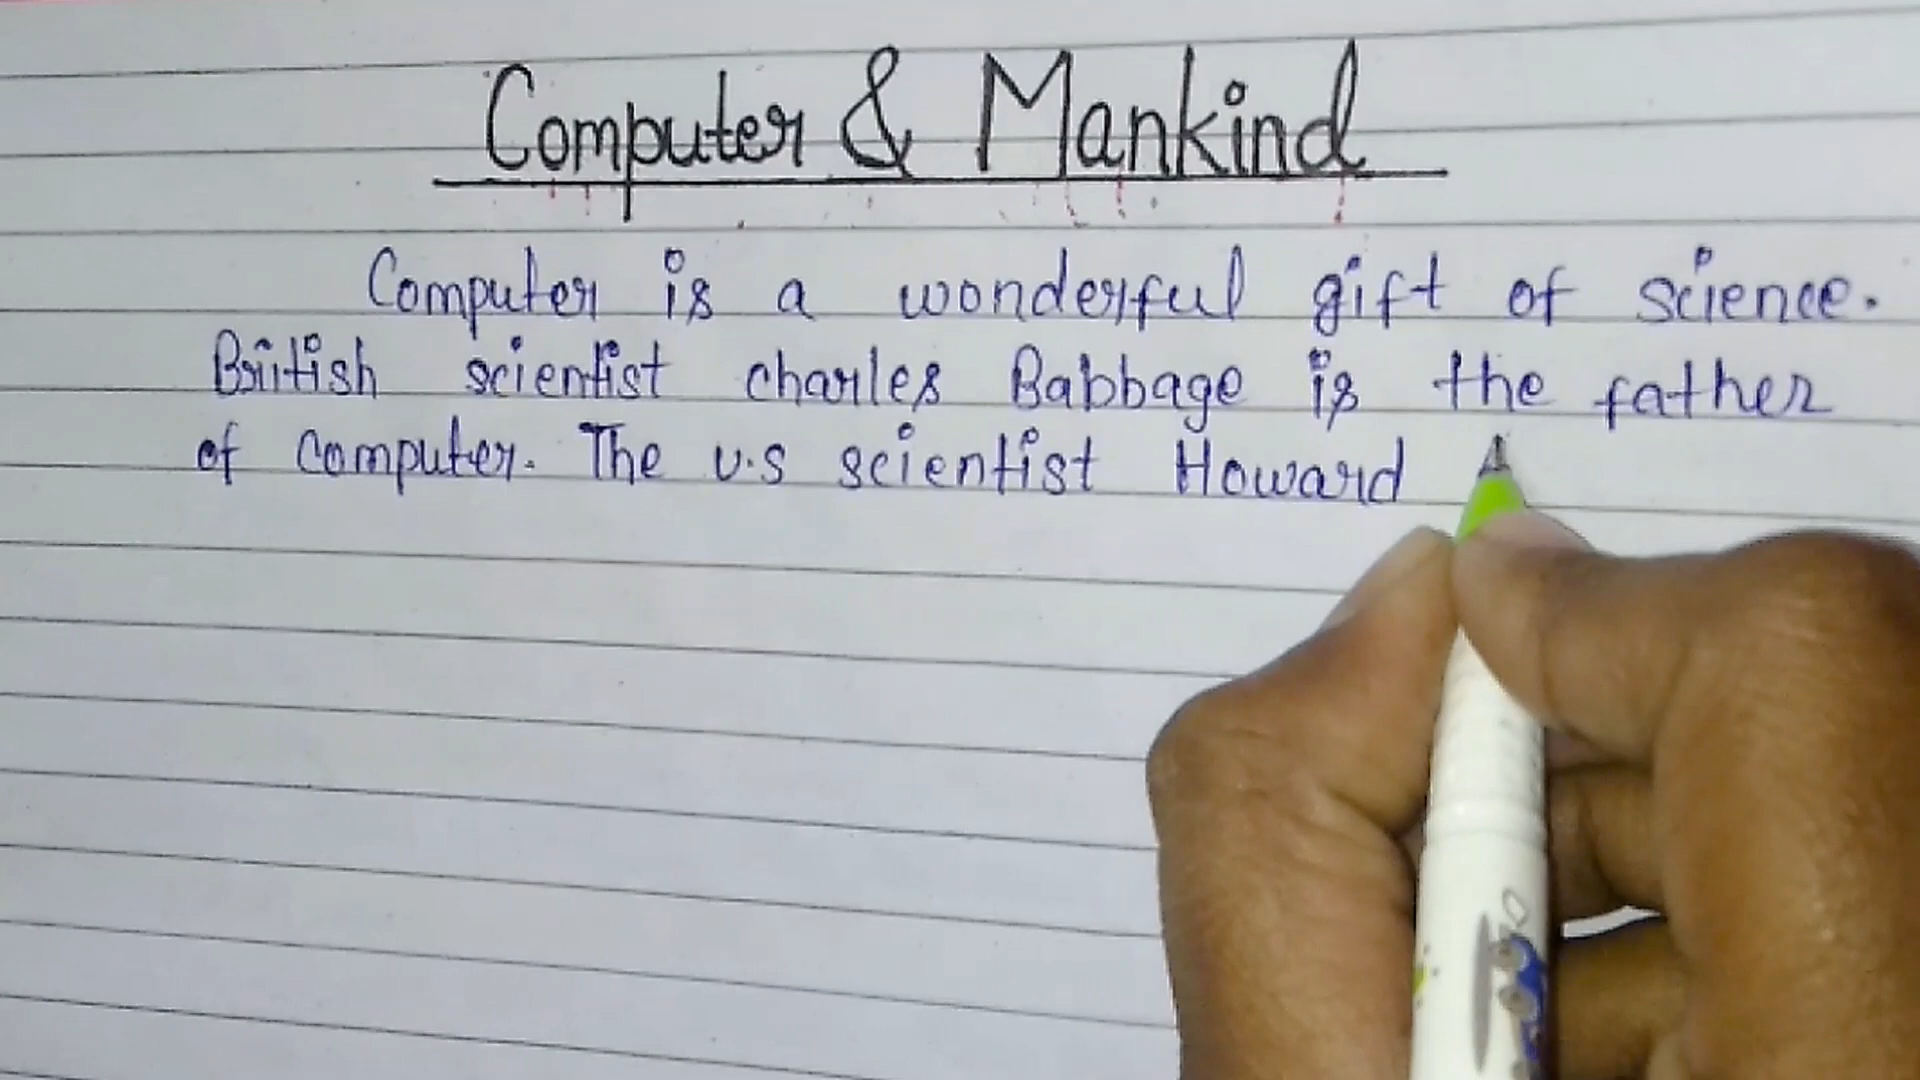 Computer & Mankind
Computer is a wonderful gift of science.
British scientist charles Babbage is the father
of computer. The U.S scientist Howard